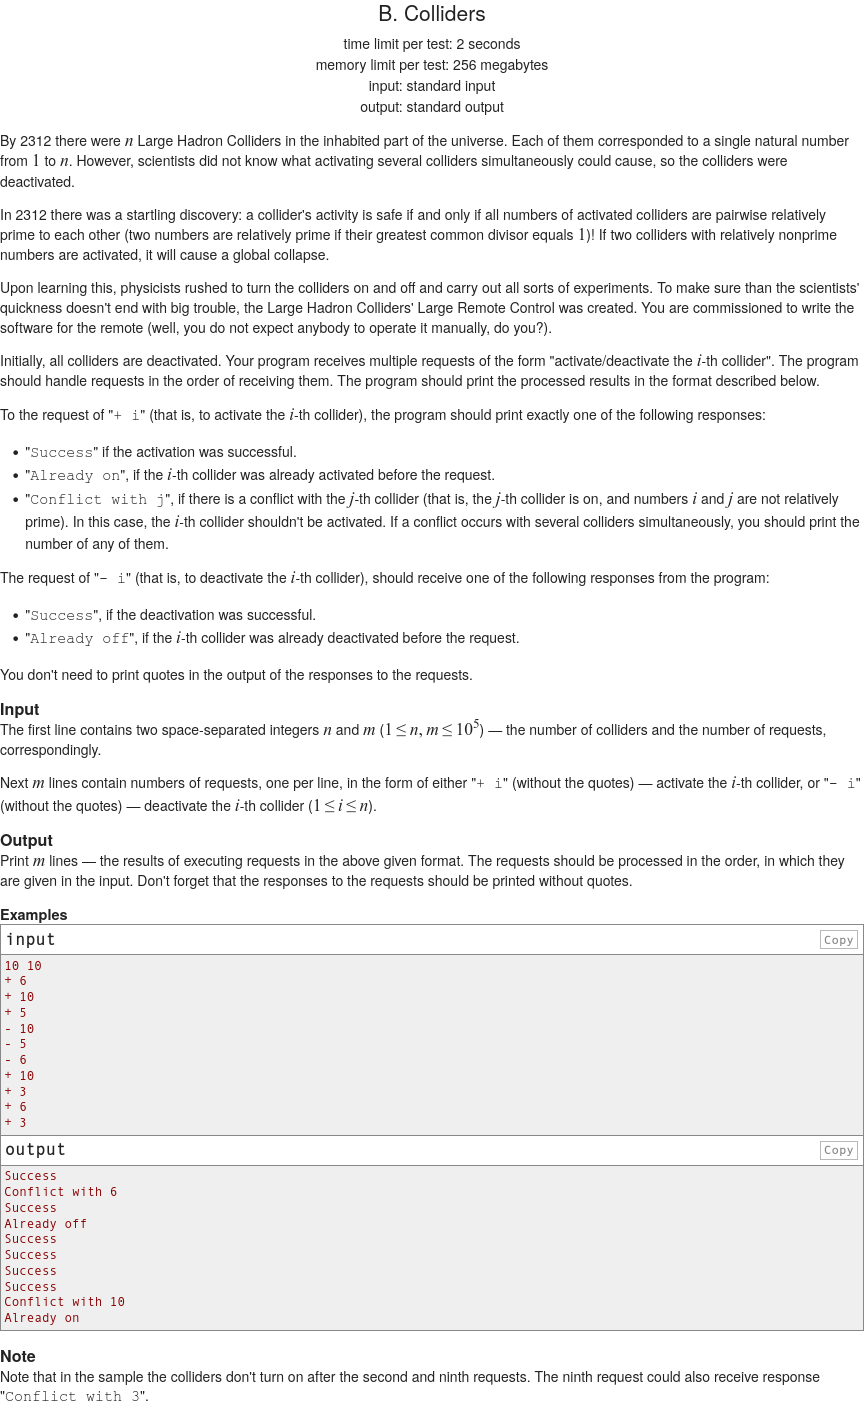 B. Colliders
time limit per test: 2 seconds
memory limit per test: 256 megabytes
input: standard input
output: standard output
By 2312 there were n Large Hadron Colliders in the inhabited part of the universe. Each of them corresponded to a single natural number
from 1 to n. However, scientists did not know what activating several colliders simultaneously could cause, so the colliders were
deactivated.
In 2312 there was a startling discovery: a collider's activity is safe if and only if all numbers of activated colliders are pairwise relatively
prime to each other (two numbers are relatively prime if their greatest common divisor equals 1)! If two colliders with relatively nonprime
numbers are activated, it will cause a global collapse.
Upon learning this, physicists rushed to turn the colliders on and off and carry out all sorts of experiments. To make sure than the scientists'
quickness doesn't end with big trouble, the Large Hadron Colliders' Large Remote Control was created. You are commissioned to write the
software for the remote (well, you do not expect anybody to operate it manually, do you?).
Initially, all colliders are deactivated. Your program receives multiple requests of the form "activate/deactivate the i-th collider". The program
should handle requests in the order of receiving them. The program should print the processed results in the format described below.
To the request of "+ i" (that is, to activate the i-th collider), the program should print exactly one of the following responses:
• "Success" if the activation was successful.
• "Already on", if the i-th collider was already activated before the request.
• "Conflict with j", if there is a conflict with the j-th collider (that is, the j-th collider is on, and numbers i and j are not relatively
prime). In this case, the i-th collider shouldn't be activated. If a conflict occurs with several colliders simultaneously, you should print the
number of any of them.
The request of "- i" (that is, to deactivate the i-th collider), should receive one of the following responses from the program:
• "Success", if the deactivation was successful.
• "Already off", if the i-th collider was already deactivated before the request.
You don't need to print quotes in the output of the responses to the requests.
Input
The first line contains two space-separated integers n and m (1 ≤ n, m ≤ 10^5) — the number of colliders and the number of requests,
correspondingly.
Next m lines contain numbers of requests, one per line, in the form of either "+ i" (without the quotes) — activate the i-th collider, or "- i"
(without the quotes) — deactivate the i-th collider (1 ≤ i ≤ n).
Output
Print m lines — the results of executing requests in the above given format. The requests should be processed in the order, in which they
are given in the input. Don't forget that the responses to the requests should be printed without quotes.
Examples
input Copy
10 10
+ 6
+ 10
+ 5
- 10
- 5
- 6
+ 10
+ 3
+ 6
+ 3
output Copy
Success
Conflict with 6
Success
Already off
Success
Success
Success
Success
Conflict with 10
Already on
Note
Note that in the sample the colliders don't turn on after the second and ninth requests. The ninth request could also receive response
"Conflict with 3".